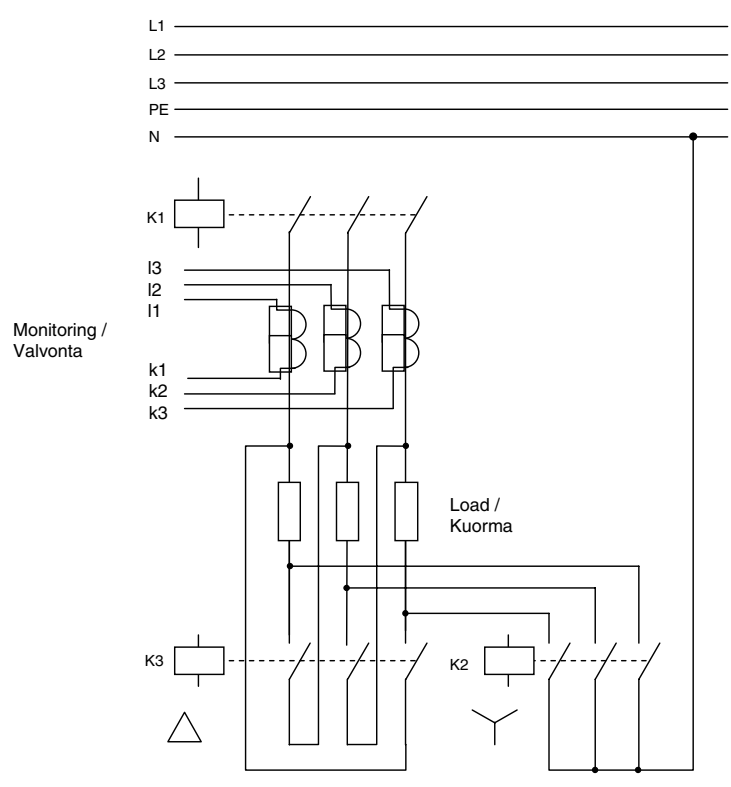 L1
L2
L3
PE
N
K1
l3
l2
l1
Monitoring /
Valvonta
k1
k2
k3
Load /
Kuorma
K3
K2